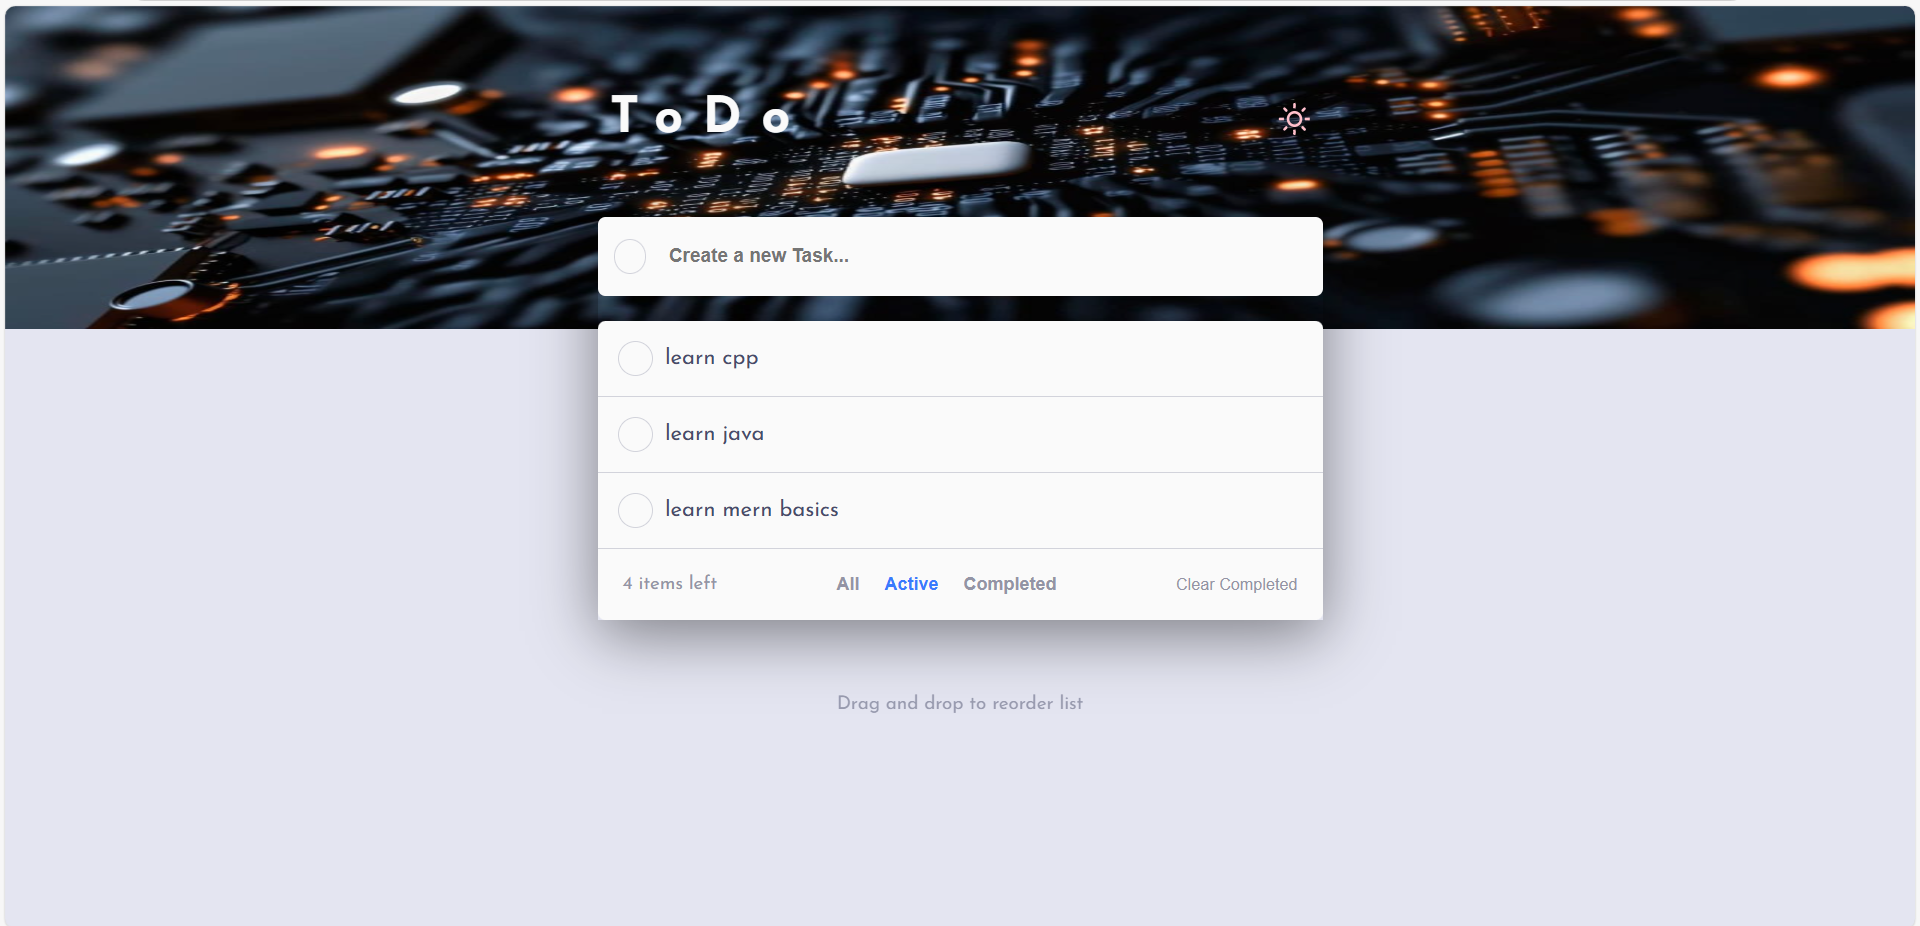 ToDo
Create a new Task...
learn cpp
learn java
learn mern basics
4 items left All Active Completed Clear Completed
Drag and drop to reorder list